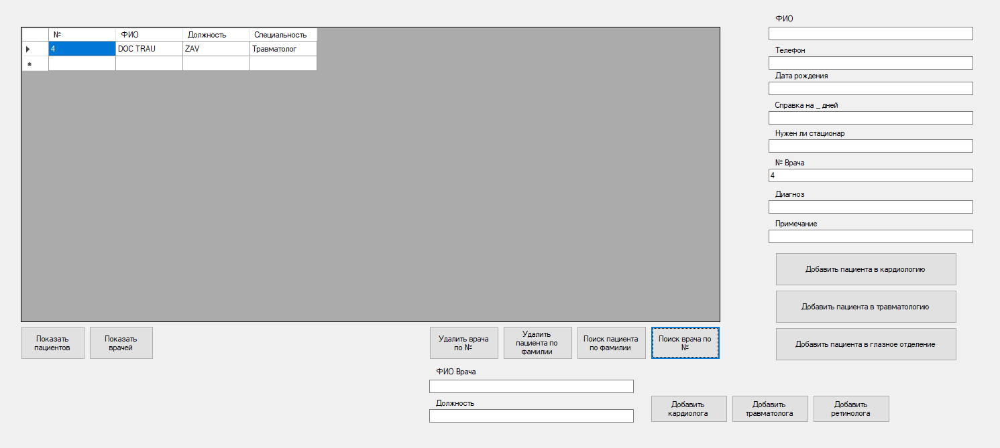 № ФИО Должность Специальность
4 DOC TRAU ZAV Травматолог
ФИО
Телефон
Дата рождения
Справка на _ дней
Нужен ли стационар
№ Врача
4
Диагноз
Примечание
Добавить пациента в кардиологию
Добавить пациента в травматологию
Добавить пациента в глазное отделение
Показать
пациентов
Показать
врачей
Удалить врача
по №
Удалить
пациента по
фамилии
Поиск пациента
по фамилии
Поиск врача по
№
ФИО Врача
Должность
Добавить
кардиолога
Добавить
травматолога
Добавить
ретинолога